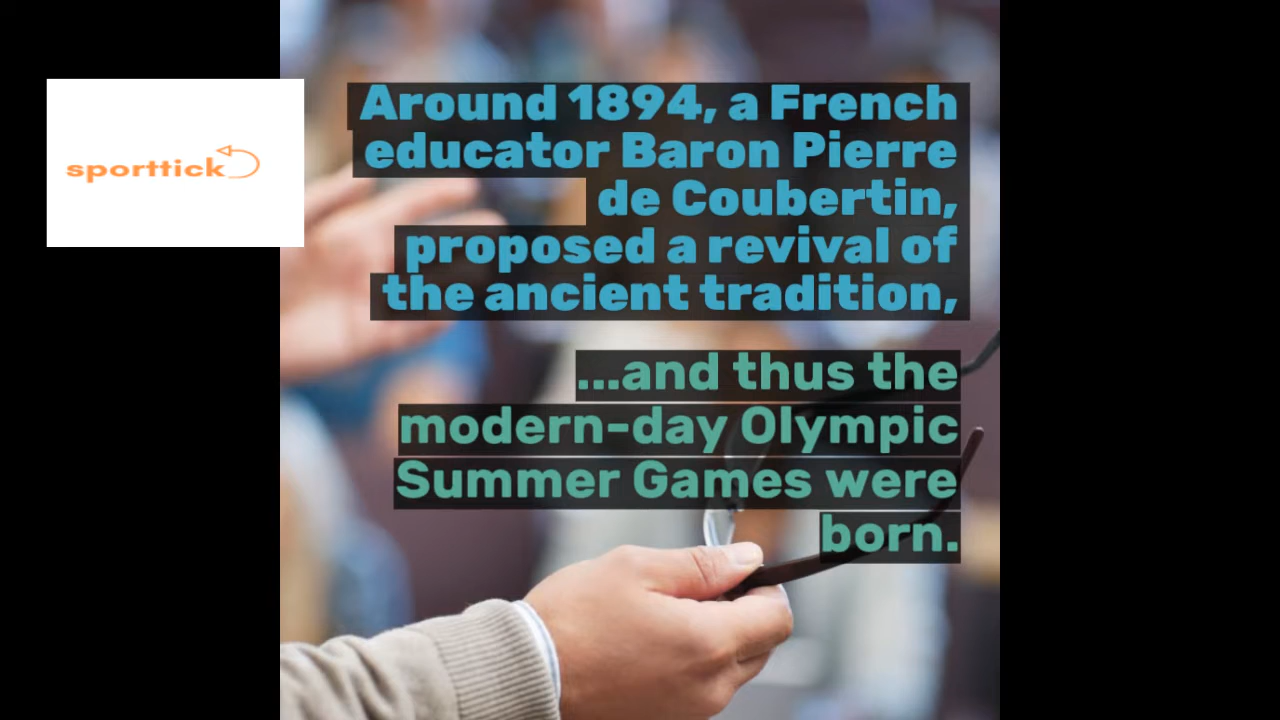 sporttick
Around 1894, a French
educator Baron Pierre
de Coubertin,
proposed a revival of
the ancient tradition,
...and thus the
modern-day Olympic
Summer Games were
born.